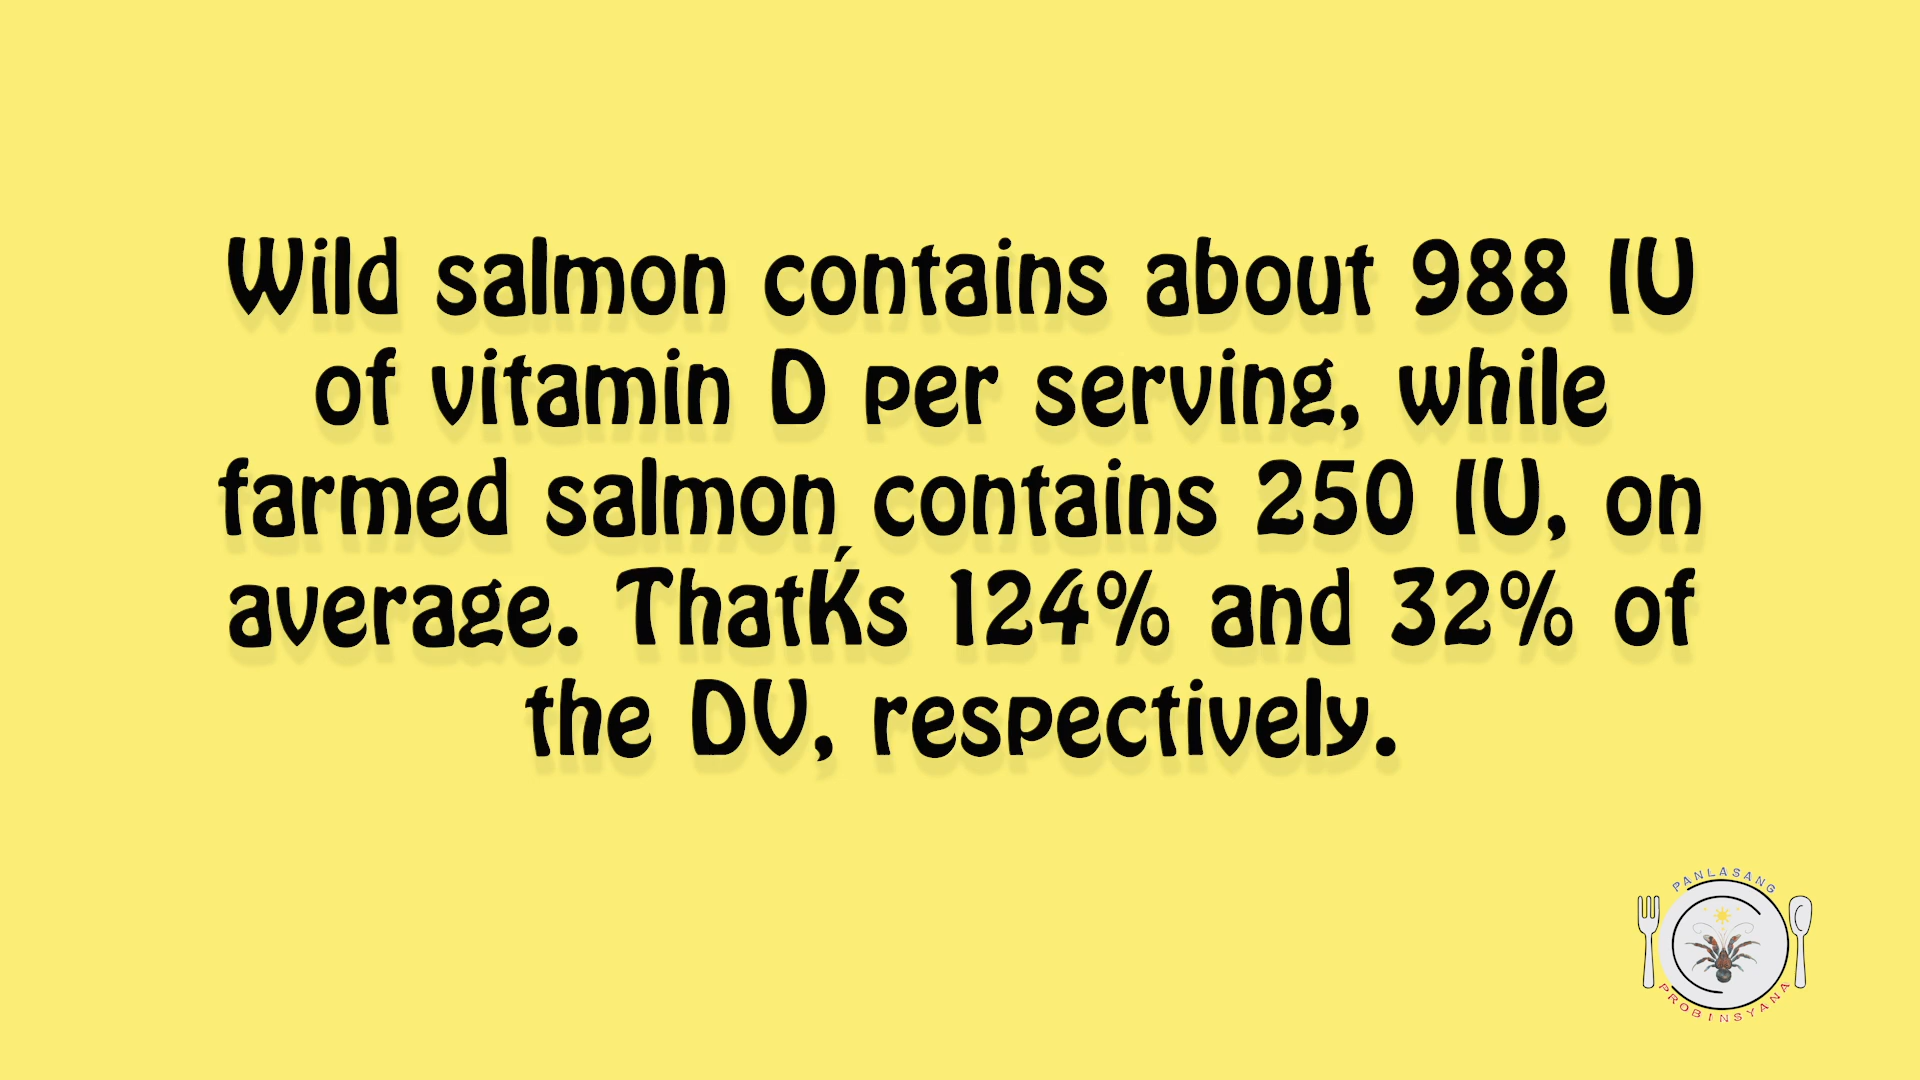 Wild salmon contains about 988 IU
of vitamin D per serving, while
farmed salmon contains 250 IU, on
average. ThatḰs 124% and 32% of
the DV, respectively.
PANLASANG
PROBINSYANA